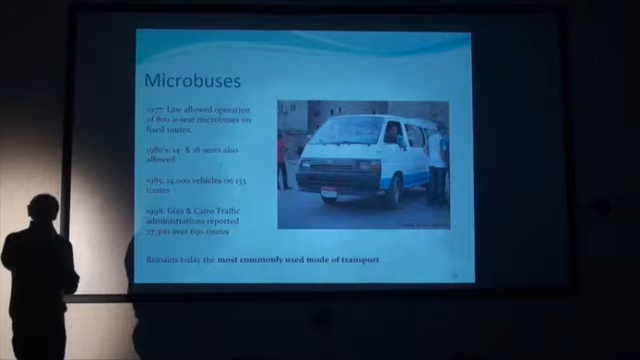 Microbuses
1977: Law allowed operation
of 800 11-seat microbuses on
fixed routes.
1980's: 14- & 18-seats also
allowed
1985: 14,000 vehicles on 133
routes
1998: Giza & Cairo Traffic
administrations reported
27,300 over 650 routes
Remains today the most commonly used mode of transport